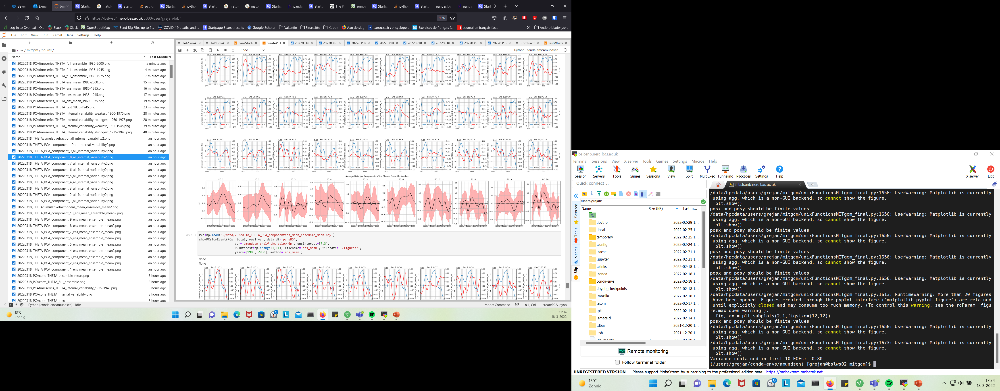 Beveil
E-mai
Jup
Startp
matpl
Startp
pytho
Startp
pytho
Startp
matpl
matpl
Startp
panda
Startp
The P
prince
Startp
pytho
Startp
pandas.Da
panda
Start
https://bslws04.nerc-bas.ac.uk:8000/user/grejan/lab?
90%
Log in to Overleaf - O...
Slack
Slack
OpenStreetMap
Send Big Files up to 5...
COVID-19 deaths and ...
Startpage Search results
Google Scholar
Vakantie
Financiën
Kopen
Aan de slag
Larousse.fr : encyclopé...
Exercices de français (...
Journal en français fac...
Andere bladwijzers
File Edit View Run Kernel Tabs Settings Help
bsl2_mak
bsl1_mak
caseStudi
createPCA
20220318
20220318
20220318
20220318
20220318
20220318
20220318
20220318
unixFunct
testWhate
/ ··· / mitgcm / figures /
Code
Python [conda env:amundsen]
Name Last Modified
20220318_PCAtimeseries_THETA_full_ensemble_1985-2000.png a minute ago
20220318_PCAtimeseries_THETA_full_ensemble_1935-1945.png 4 minutes ago
20220318_PCAtimeseries_THETA_full_ensemble_1960-1975.png 7 minutes ago
20220318_PCAtimeseries_THETA_ens_mean_1985-2000.png 15 minutes ago
20220318_PCAtimeseries_THETA_ens_mean_1980-1995.png 16 minutes ago
20220318_PCAtimeseries_THETA_ens_mean_1935-1945.png 17 minutes ago
20220318_PCAtimeseries_THETA_ens_mean_1960-1975.png 19 minutes ago
20220318_PCAtimeseries_THETA_test_1935-1945.png 23 minutes ago
20220318_PCAtimeseries_THETA_internal_variability_weakest_1960-1975.png 28 minutes ago
20220318_PCAtimeseries_THETA_internal_variability_strongest_1960-1975.png 28 minutes ago
20220318_PCAtimeseries_THETA_internal_variability_weakest_1935-1945.png 39 minutes ago
20220318_PCAtimeseries_THETA_internal_variability_strongest_1935-1945.png 40 minutes ago
20220318_THETAcumulativefractionall_internal_variability2.png an hour ago
20220318_THETA_PCA_component_10_all_internal_variability2.png an hour ago
20220318_THETA_PCA_component_9_all_internal_variability2.png an hour ago
20220318_THETA_PCA_component_8_all_internal_variability2.png an hour ago
20220318_THETA_PCA_component_7_all_internal_variability2.png an hour ago
20220318_THETA_PCA_component_6_all_internal_variability2.png an hour ago
20220318_THETA_PCA_component_5_all_internal_variability2.png an hour ago
20220318_THETA_PCA_component_4_all_internal_variability2.png an hour ago
20220318_THETA_PCA_component_3_all_internal_variability2.png an hour ago
20220318_THETA_PCA_component_2_all_internal_variability2.png an hour ago
20220318_THETA_PCA_component_1_all_internal_variability2.png an hour ago
20220318_THETAcumulativefractionens_mean_ensemble_mean2.png an hour ago
20220318_THETA_PCA_component_10_ens_mean_ensemble_mean2.png an hour ago
20220318_THETA_PCA_component_9_ens_mean_ensemble_mean2.png an hour ago
20220318_THETA_PCA_component_8_ens_mean_ensemble_mean2.png an hour ago
20220318_THETA_PCA_component_7_ens_mean_ensemble_mean2.png an hour ago
20220318_THETA_PCA_component_6_ens_mean_ensemble_mean2.png an hour ago
20220318_THETA_PCA_component_5_ens_mean_ensemble_mean2.png an hour ago
20220318_THETA_PCA_component_4_ens_mean_ensemble_mean2.png an hour ago
20220318_THETA_PCA_component_3_ens_mean_ensemble_mean2.png an hour ago
20220318_THETA_PCA_component_2_ens_mean_ensemble_mean2.png an hour ago
20220318_THETA_PCA_component_1_ens_mean_ensemble_mean2.png an hour ago
20220318_PCAcorrs_THETA_ensemble_mean.png 3 hours ago
20220318_PCAcorrs_THETA_full_ensemble.png 3 hours ago
20220318_PCAtimeseries_THETA_internal_variability_1935-1945.png 3 hours ago
20220318_PCAcorrs_THETA_internal_variability.png 3 hours ago
20220318_PCAcorrs_THETA_.png 3 hours ago
Ens 19; PC 1 Ens 19; PC 2 Ens 19; PC 3 Ens 19; PC 4 Ens 19; PC 5 Ens 19; PC 6 Ens 19; PC 7 Ens 19; PC 8 Ens 19; PC 9 Ens 19; PC 10
Ens 20; PC 1 Ens 20; PC 2 Ens 20; PC 3 Ens 20; PC 4 Ens 20; PC 5 Ens 20; PC 6 Ens 20; PC 7 Ens 20; PC 8 Ens 20; PC 9 Ens 20; PC 10
Averaged Principle Components of the Chosen Ensemble Members
PC: 1 PC: 2 PC: 3 PC: 4 PC: 5 PC: 6 PC: 7 PC: 8 PC: 9 PC: 10
[207]: PCs=np.load('./data/20220318_THETA_PCA_componentens_mean_ensemble_mean.npy')
showPCsforEvent(PCs, total, real_var, data_dt='pureBS',
var='amundsen_shelf_ohc_below_0m', ensinterest=[7,3],
PCinterest=np.arange(1,11), filename='ens_mean', filepath='./figures/',
years=[1985, 2000], method='ens_mean')
None
None
Ens 7; PC 1 Ens 7; PC 2 Ens 7; PC 3 Ens 7; PC 4 Ens 7; PC 5 Ens 7; PC 6 Ens 7; PC 7 Ens 7; PC 8 Ens 7; PC 9 Ens 7; PC 10
0 6 Python [conda env:amundsen] | Idle
Mode: Command Ln 1, Col 1 createPCA.ipynb
13°C
Zonnig
17:34
18-3-2022
bslcenb.nerc-bas.ac.uk
Terminal Sessions View X server Tools Games Settings Macros Help
Session Servers Tools Games Sessions View Split MultiExec Tunneling Packages Settings Help X server Exit
Quick connect...
2. bslcenb.nerc-bas.ac.uk
/users/grejan/
Sessions
Tools
Macros
Sftp
Name Size (KB) Last m...
..
.ipython 2022-02-28 1...
.local 2022-02-25 1...
temporary 2022-02-25 1...
.config 2022-02-24 1...
.cache 2022-02-21 1...
.jupyter 2022-02-21 1...
.elinks 2022-02-18 1...
.conda 2022-02-18 1...
conda-envs 2022-02-18 1...
.ipynb_checkpoints 2022-02-18 1...
.mozilla 2022-02-18 1...
.atom 2022-02-17 1...
.pki 2022-02-14 1...
.emacs.d 2022-02-14 1...
.dbus 2021-12-20 1...
.ssh 2021-12-20 1...
.Xauthority 2 2022-03-18 1...
Remote monitoring
Follow terminal folder
/data/hpcdata/users/grejan/mitgcm/unixFunctionsMITgcm_final.py:1656: UserWarning: Matplotlib is currently
using agg, which is a non-GUI backend, so cannot show the figure.
plt.show()
posx and posy should be finite values
/data/hpcdata/users/grejan/mitgcm/unixFunctionsMITgcm_final.py:1656: UserWarning: Matplotlib is currently
using agg, which is a non-GUI backend, so cannot show the figure.
plt.show()
posx and posy should be finite values
/data/hpcdata/users/grejan/mitgcm/unixFunctionsMITgcm_final.py:1656: UserWarning: Matplotlib is currently
using agg, which is a non-GUI backend, so cannot show the figure.
plt.show()
posx and posy should be finite values
/data/hpcdata/users/grejan/mitgcm/unixFunctionsMITgcm_final.py:1656: UserWarning: Matplotlib is currently
using agg, which is a non-GUI backend, so cannot show the figure.
plt.show()
posx and posy should be finite values
/data/hpcdata/users/grejan/mitgcm/unixFunctionsMITgcm_final.py:1656: UserWarning: Matplotlib is currently
using agg, which is a non-GUI backend, so cannot show the figure.
plt.show()
/data/hpcdata/users/grejan/mitgcm/unixFunctionsMITgcm_final.py:1613: RuntimeWarning: More than 20 figures
have been opened. Figures created through the pyplot interface (`matplotlib.pyplot.figure`) are retained
until explicitly closed and may consume too much memory. (To control this warning, see the rcParam `figu
re.max_open_warning`).
fig, ax = plt.subplots(2,1,figsize=(12,12))
posx and posy should be finite values
/data/hpcdata/users/grejan/mitgcm/unixFunctionsMITgcm_final.py:1656: UserWarning: Matplotlib is currently
using agg, which is a non-GUI backend, so cannot show the figure.
plt.show()
/data/hpcdata/users/grejan/mitgcm/unixFunctionsMITgcm_final.py:1673: UserWarning: Matplotlib is currently
using agg, which is a non-GUI backend, so cannot show the figure.
plt.show()
Variance contained in first 10 EOFs: 0.80
(/users/grejan/conda-envs/amundsen) [grejan@bslws02 mitgcm]$
UNREGISTERED VERSION - Please support MobaXterm by subscribing to the professional edition here: https://mobaxterm.mobatek.net
13°C
Zonnig
17:34
18-3-2022